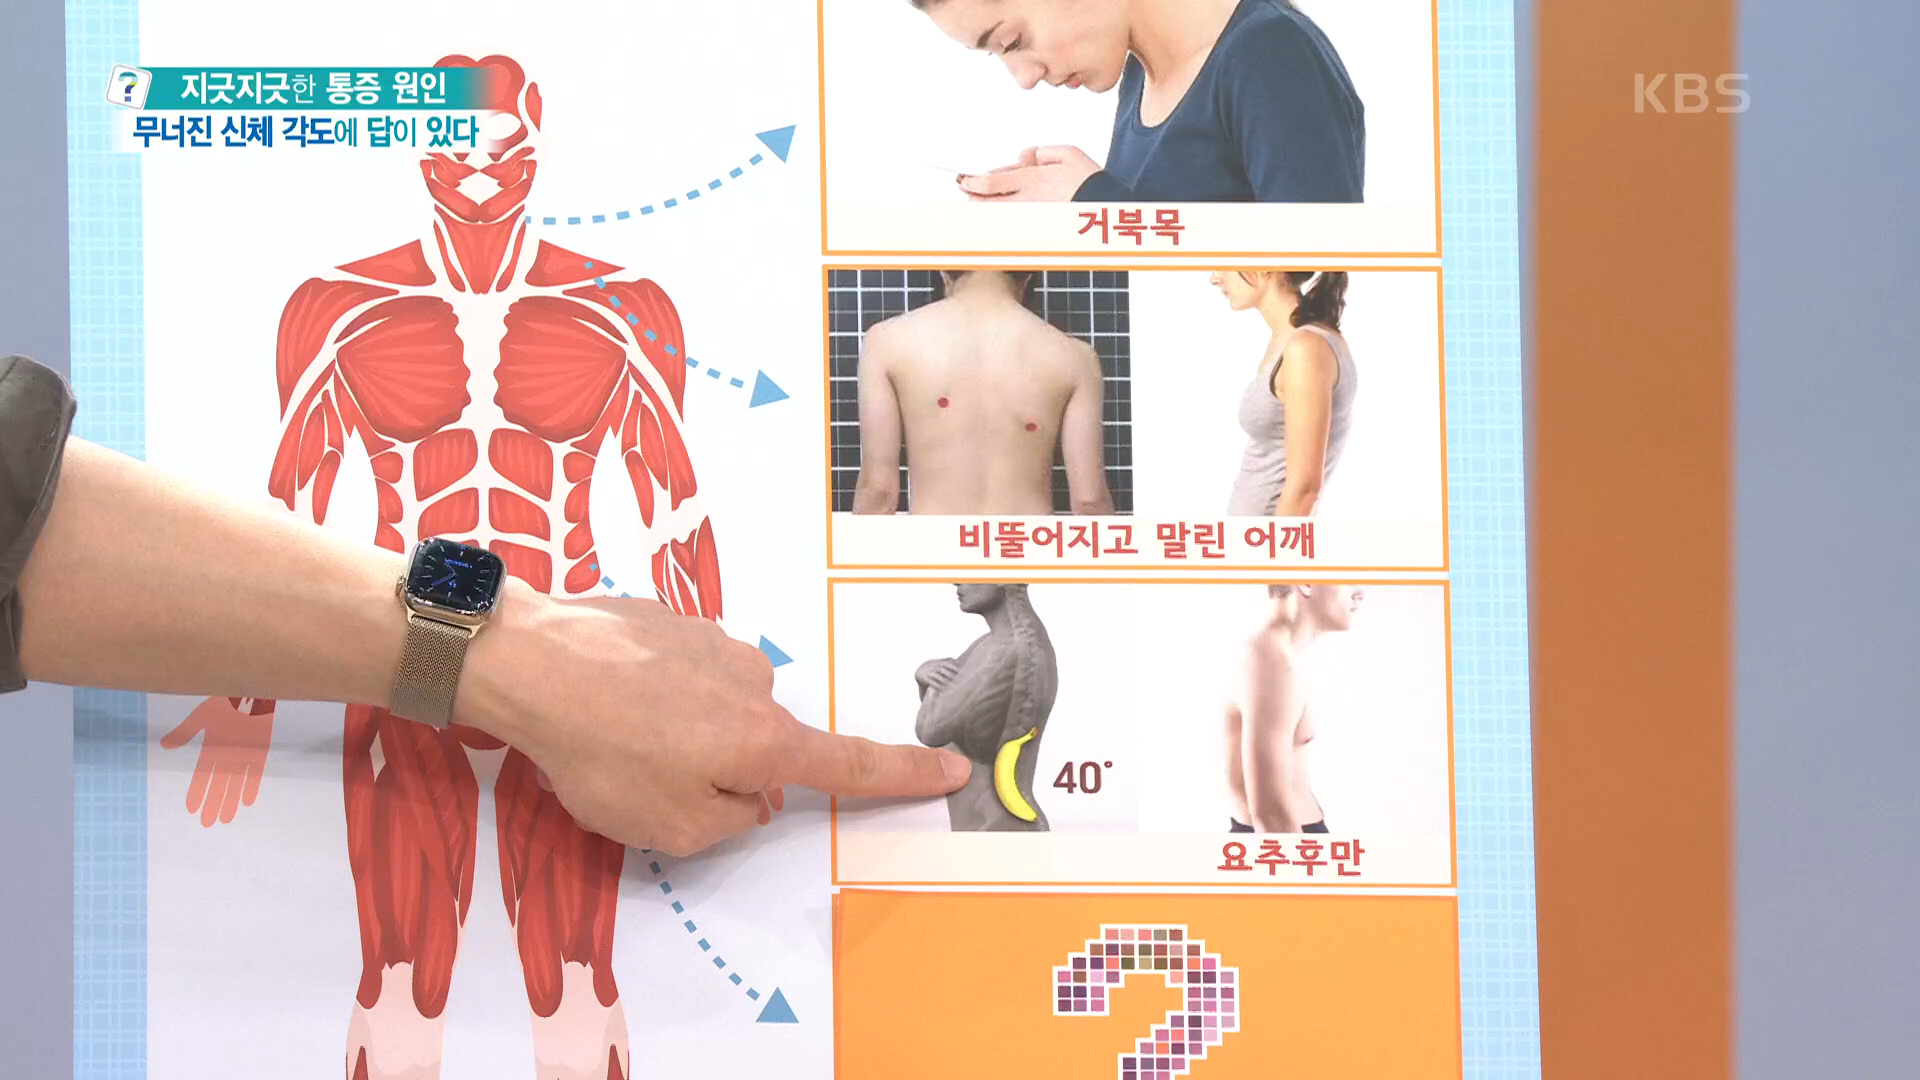 지긋지긋한 통증 원인
무너진 신체 각도에 답이 있다
KBS
거북목
비뚤어지고 말린 어깨
40°
요추후만
?